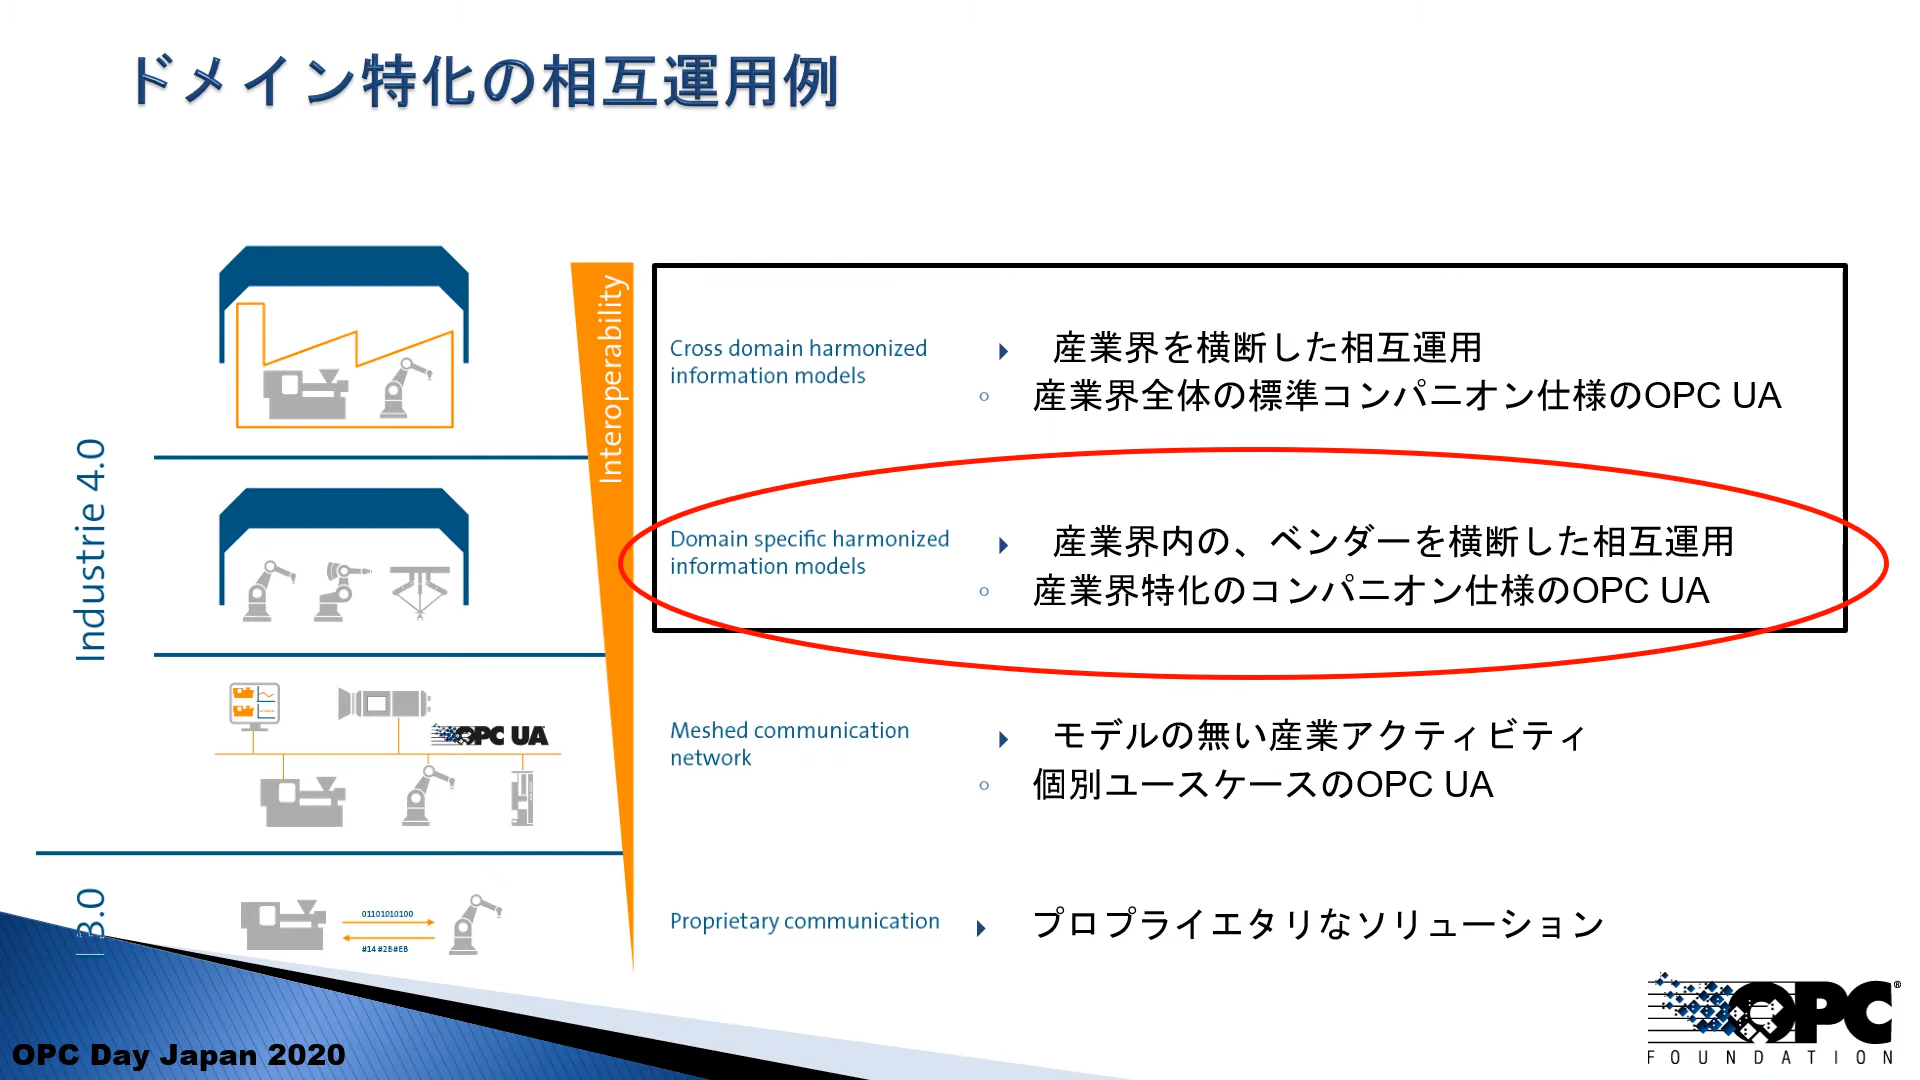 ドメイン特化の相互運用例
Industrie 4.0
Interoperability
Cross domain harmonized
information models
産業界を横断した相互運用
産業界全体の標準コンパニオン仕様のOPC UA
Domain specific harmonized
information models
産業界内の、ベンダーを横断した相互運用
産業界特化のコンパニオン仕様のOPC UA
OPC UA
Meshed communication
network
モデルの無い産業アクティビティ
個別ユースケースのOPC UA
I 3.0
01101010100
#14 #2B #EB
Proprietary communication
プロプライエタリなソリューション
OPC Day Japan 2020
OPC®
FOUNDATION